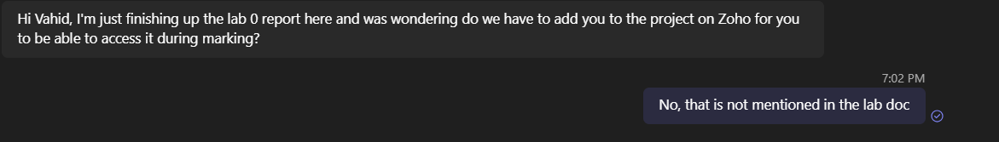 Hi Vahid, I'm just finishing up the lab 0 report here and was wondering do we have to add you to the project on Zoho for you
to be able to access it during marking?
7:02 PM
No, that is not mentioned in the lab doc